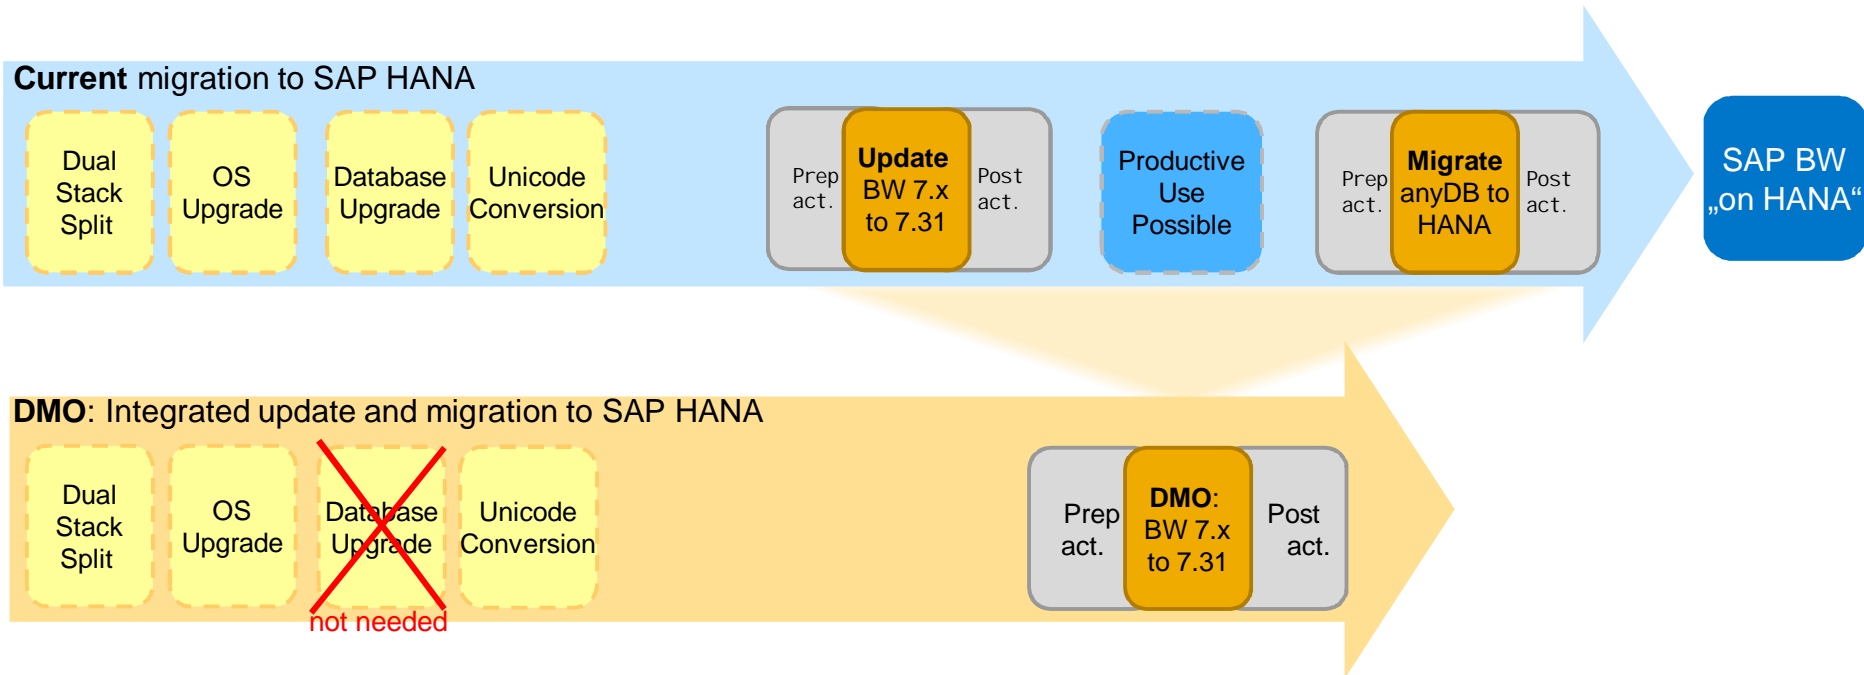 Current migration to SAP HANA
Dual
Stack
Split
OS
Upgrade
Database
Upgrade
Unicode
Conversion
Prep
act.
Update
BW 7.x
to 7.31
Post
act.
Productive
Use
Possible
Prep
act.
Migrate
anyDB to
HANA
Post
act.
SAP BW
„on HANA“
DMO: Integrated update and migration to SAP HANA
Dual
Stack
Split
OS
Upgrade
Database
Upgrade
not needed
Unicode
Conversion
Prep
act.
DMO:
BW 7.x
to 7.31
Post
act.